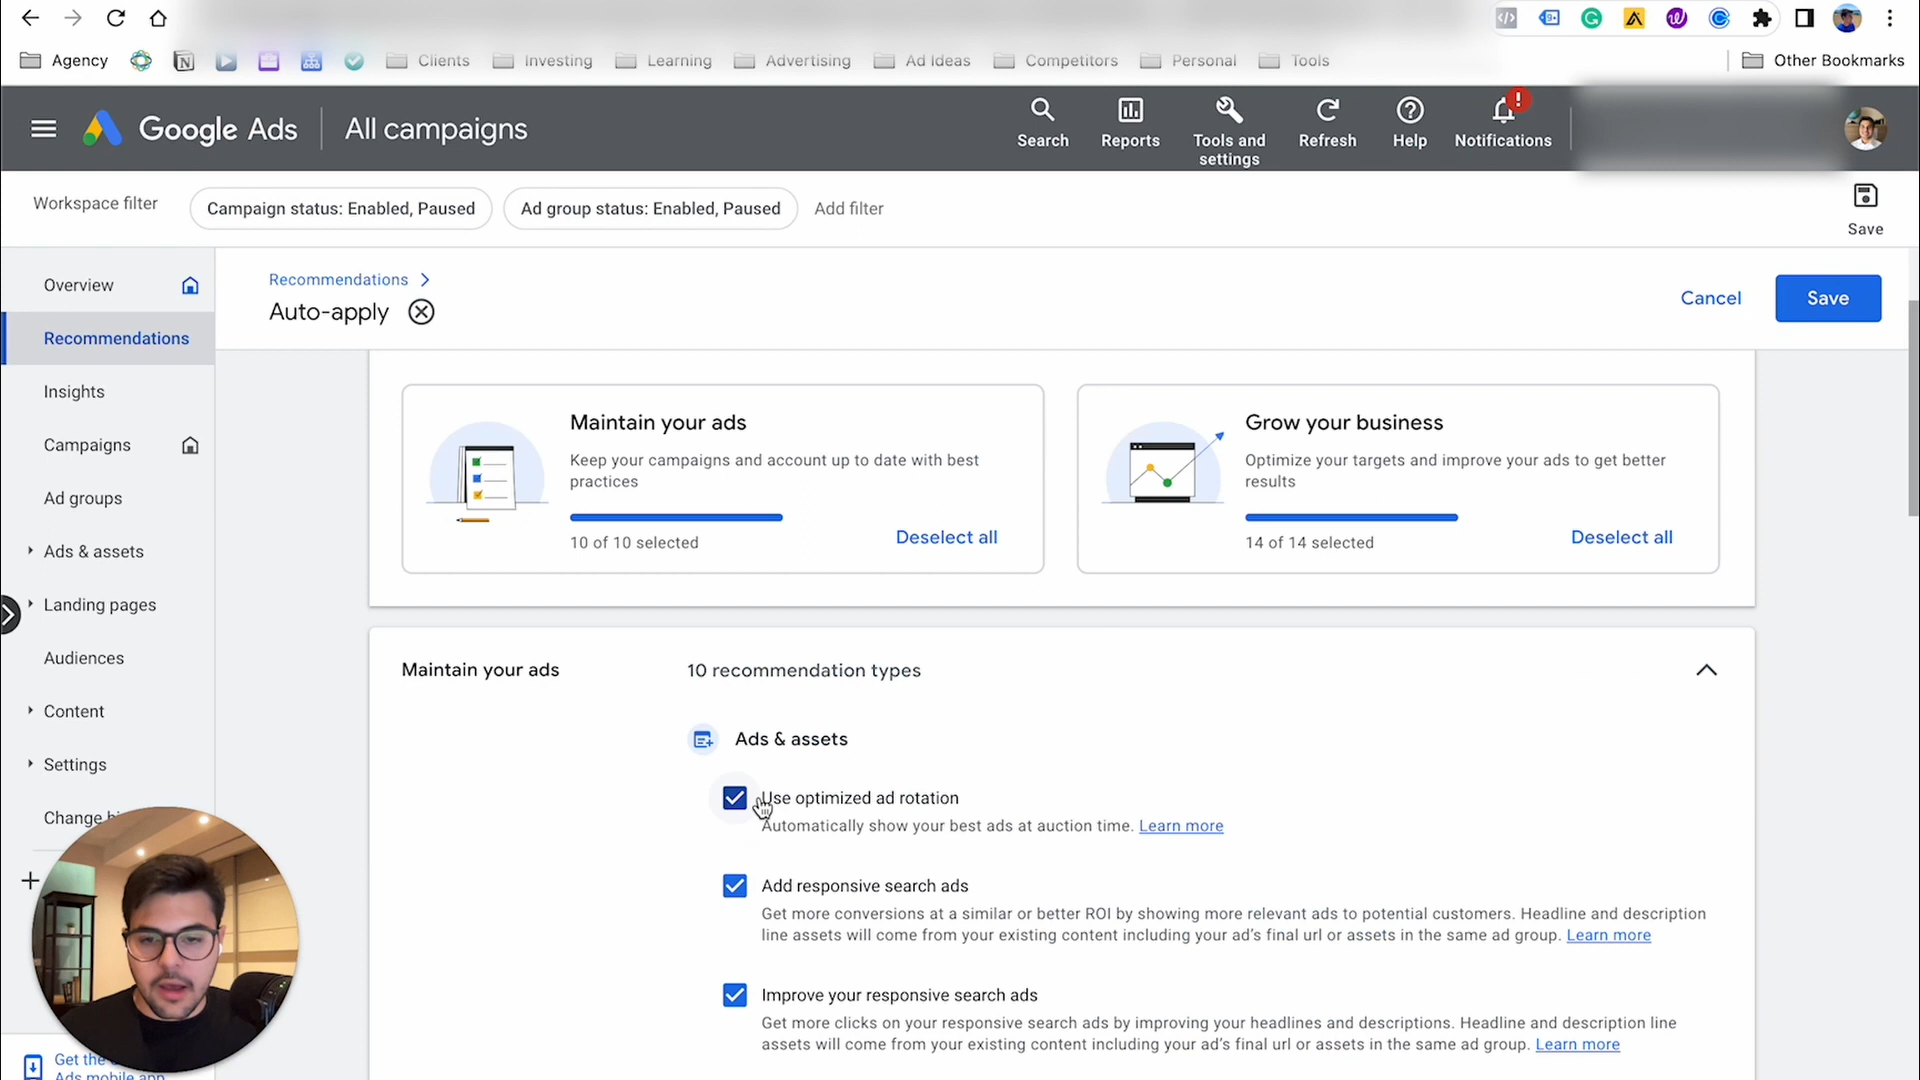 Agency
Clients
Investing
Learning
Advertising
Ad Ideas
Competitors
Personal
Tools
Other Bookmarks
Google Ads
All campaigns
Search
Reports
Tools and
settings
Refresh
Help
Notifications
Workspace filter
Campaign status: Enabled, Paused
Ad group status: Enabled, Paused
Add filter
Save
Overview
Recommendations
Insights
Campaigns
Ad groups
Ads & assets
Landing pages
Audiences
Content
Settings
Change
Get the
Ads mobile app
Recommendations
Auto-apply
Cancel
Save
Maintain your ads
Keep your campaigns and account up to date with best
practices
10 of 10 selected
Deselect all
Grow your business
Optimize your targets and improve your ads to get better
results
14 of 14 selected
Deselect all
Maintain your ads
10 recommendation types
Ads & assets
Use optimized ad rotation
Automatically show your best ads at auction time. Learn more
Add responsive search ads
Get more conversions at a similar or better ROI by showing more relevant ads to potential customers. Headline and description
line assets will come from your existing content including your ad's final url or assets in the same ad group. Learn more
Improve your responsive search ads
Get more clicks on your responsive search ads by improving your headlines and descriptions. Headline and description line
assets will come from your existing content including your ad's final url or assets in the same ad group. Learn more